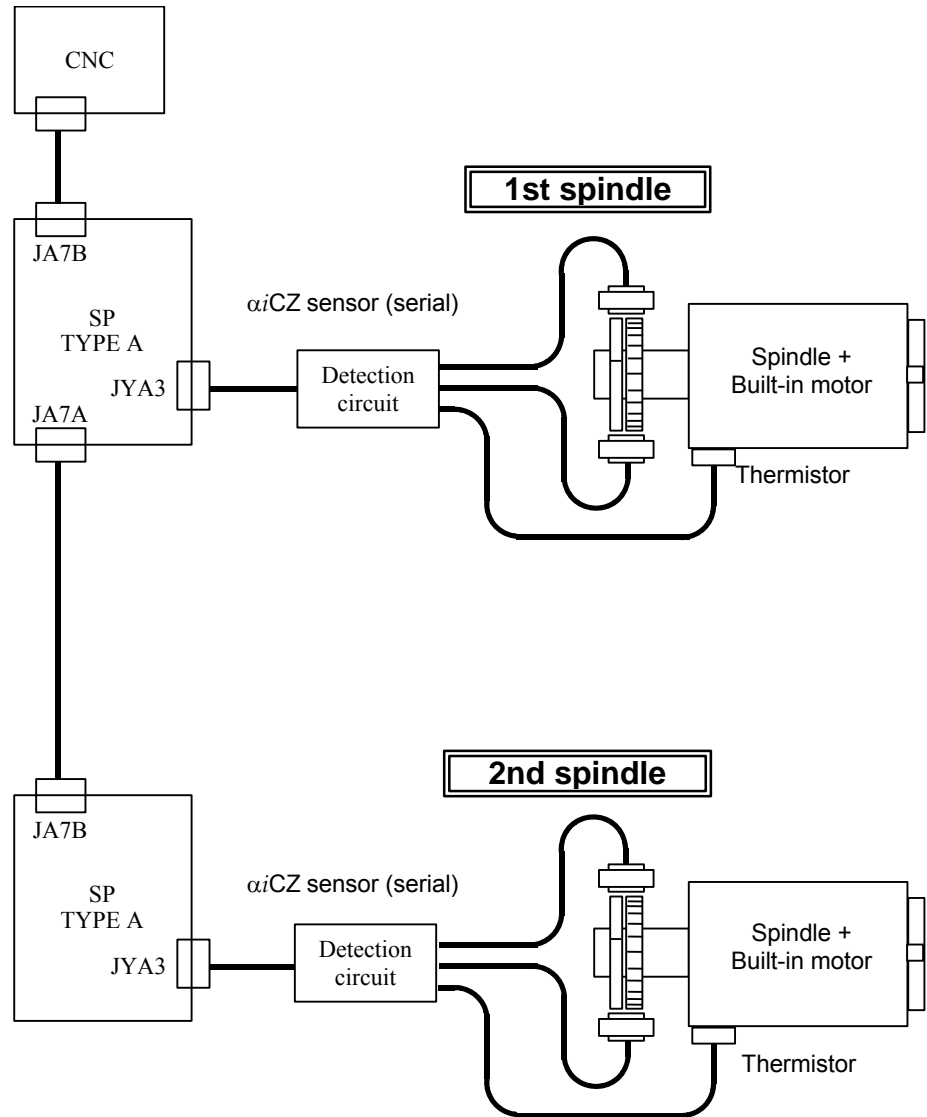 CNC
1st spindle
JA7B
αiCZ sensor (serial)
SP
TYPE A
JYA3
JA7A
Detection
circuit
Spindle +
Built-in motor
Thermistor
2nd spindle
JA7B
αiCZ sensor (serial)
SP
TYPE A
JYA3
Detection
circuit
Spindle +
Built-in motor
Thermistor